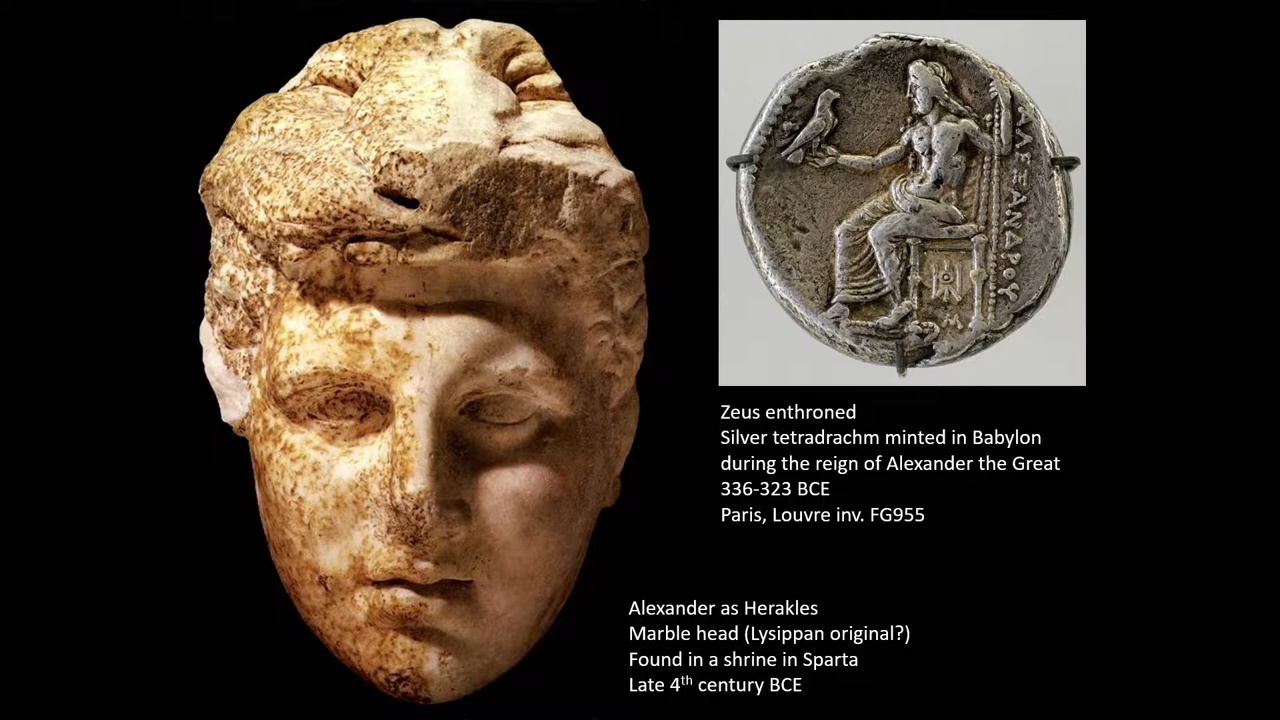 ΑΛΕΞΑΝΔΡΟΥ
Μ
Zeus enthroned
Silver tetradrachm minted in Babylon
during the reign of Alexander the Great
336-323 BCE
Paris, Louvre inv. FG955
Alexander as Herakles
Marble head (Lysippan original?)
Found in a shrine in Sparta
Late 4th century BCE